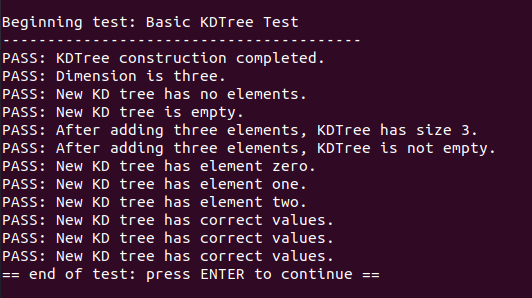 Beginning test: Basic KDTree Test
----------------------------------------
PASS: KDTree construction completed.
PASS: Dimension is three.
PASS: New KD tree has no elements.
PASS: New KD tree is empty.
PASS: After adding three elements, KDTree has size 3.
PASS: After adding three elements, KDTree is not empty.
PASS: New KD tree has element zero.
PASS: New KD tree has element one.
PASS: New KD tree has element two.
PASS: New KD tree has correct values.
PASS: New KD tree has correct values.
PASS: New KD tree has correct values.
== end of test: press ENTER to continue ==